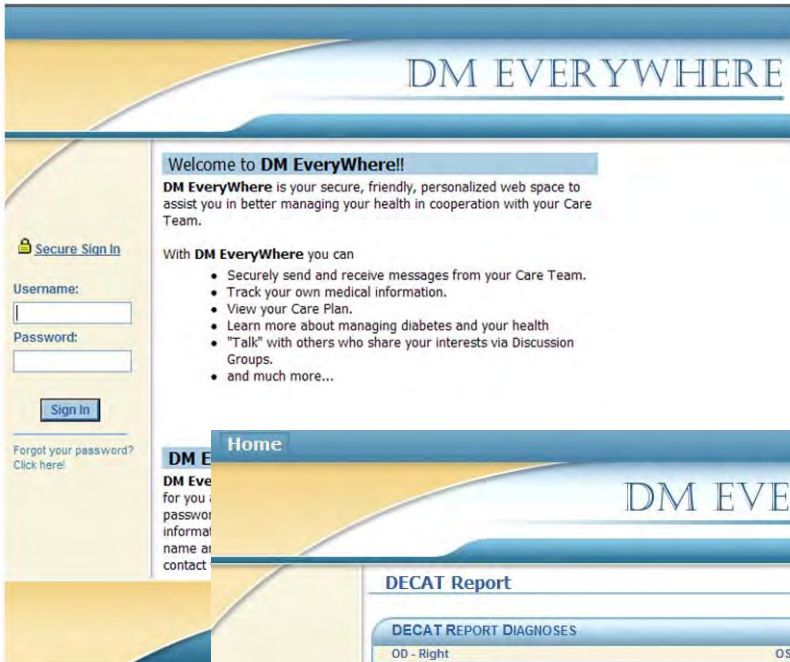 DM EVERYWHERE
Welcome to DM EveryWhere!!
DM EveryWhere is your secure, friendly, personalized web space to
assist you in better managing your health in cooperation with your Care
Team.
With DM EveryWhere you can
• Securely send and receive messages from your Care Team.
• Track your own medical information.
• View your Care Plan.
• Learn more about managing diabetes and your health
• "Talk" with others who share your interests via Discussion
Groups.
• and much more...
Secure Sign In
Username:
Password:
Sign In
Forgot your password?
Click here!
DM E
DM Eve
for you
passwor
informat
name an
contact
Home
DM EVE
DECAT Report
DECAT REPORT DIAGNOSES
OD - Right
OS